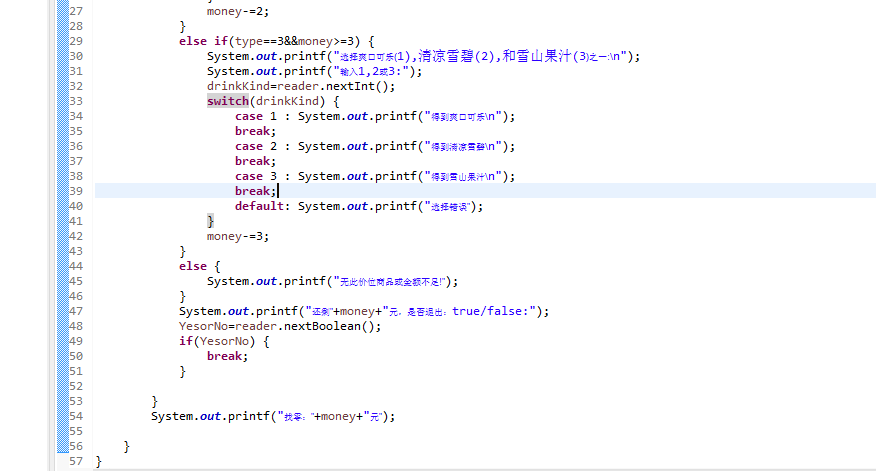 27 money-=2;
28 }
29 else if(type==3&&money>=3) {
30 System.out.printf("选择爽口可乐(1),清凉雪碧(2),和雪山果汁(3)之一:\n");
31 System.out.printf("输入1,2或3:");
32 drinkKind=reader.nextInt();
33 switch(drinkKind) {
34 case 1 : System.out.printf("得到爽口可乐\n");
35 break;
36 case 2 : System.out.printf("得到清凉雪碧\n");
37 break;
38 case 3 : System.out.printf("得到雪山果汁\n");
39 break;
40 default: System.out.printf("选择错误");
41 }
42 money-=3;
43 }
44 else {
45 System.out.printf("无此价位商品或金额不足!");
46 }
47 System.out.printf("还剩"+money+"元，是否退出：true/false:");
48 YesorNo=reader.nextBoolean();
49 if(YesorNo) {
50 break;
51 }
52
53 }
54 System.out.printf("找零："+money+"元");
55
56 }
57 }